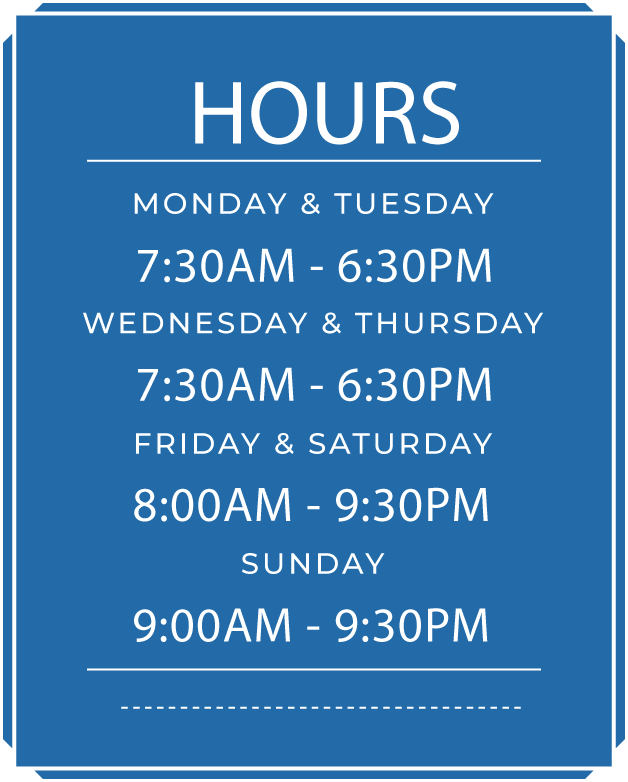 HOURS
MONDAY & TUESDAY
7:30AM - 6:30PM
WEDNESDAY & THURSDAY
7:30AM - 6:30PM
FRIDAY & SATURDAY
8:00AM - 9:30PM
SUNDAY
9:00AM - 9:30PM